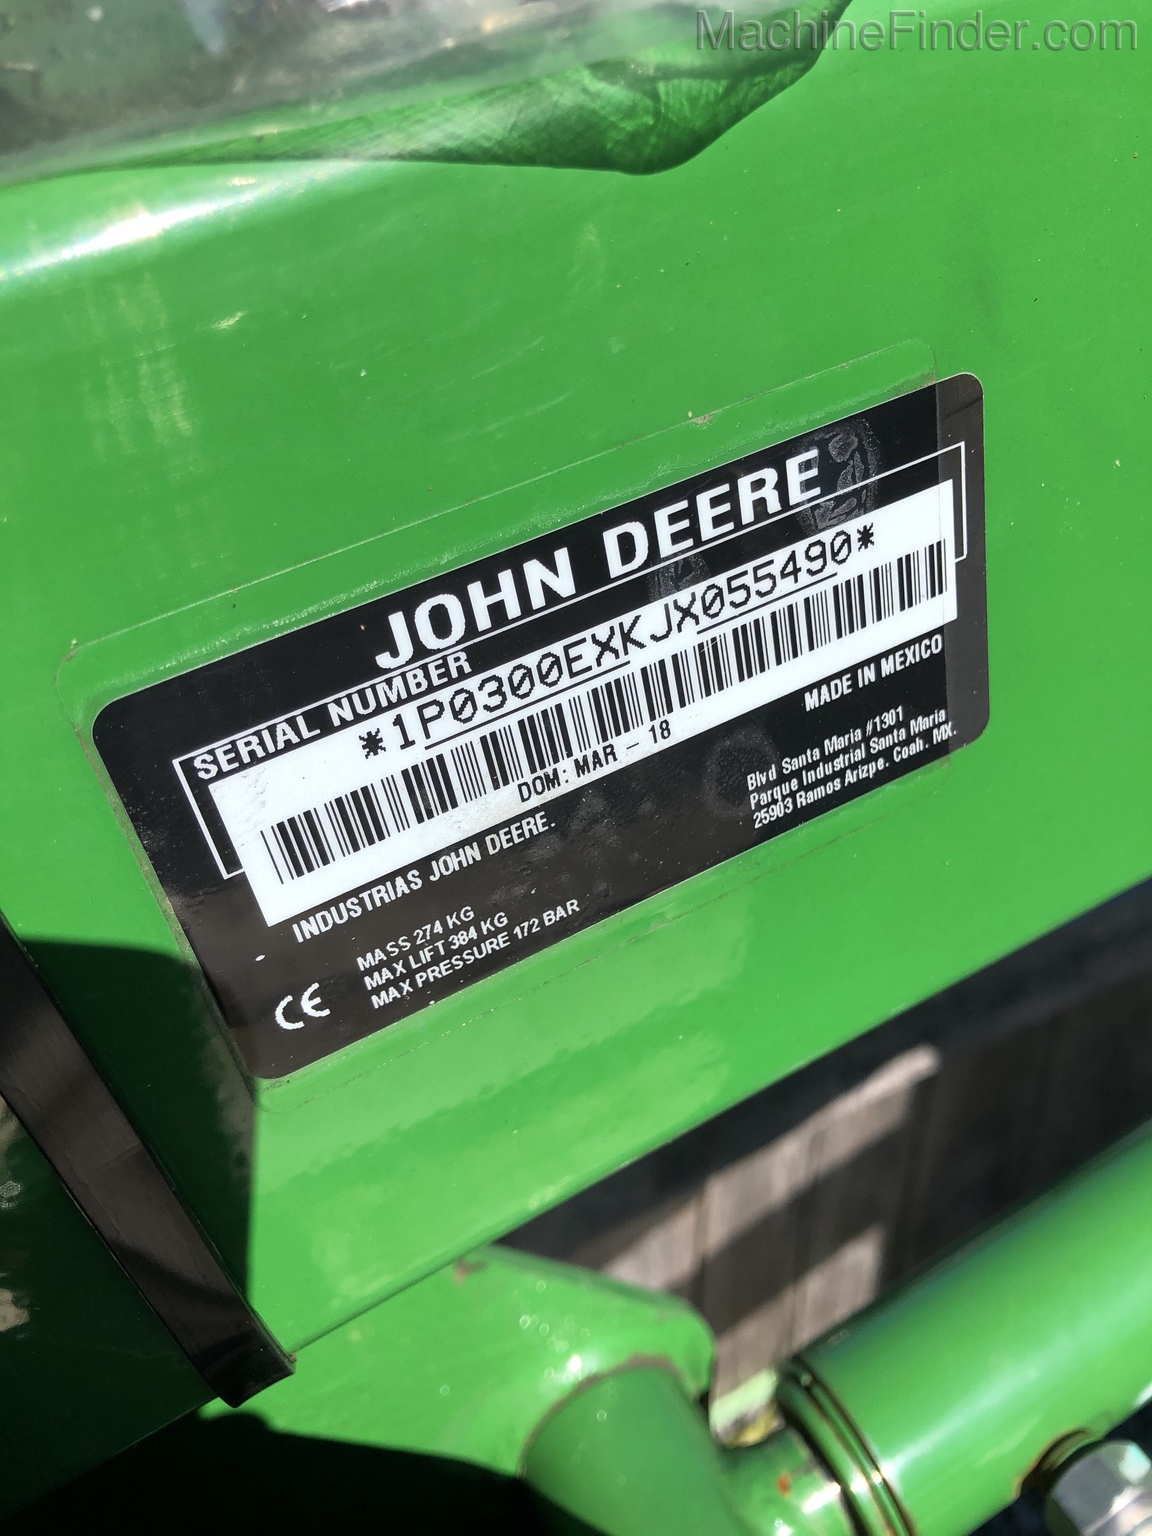 MachineFinder.com
JOHN DEERE
SERIAL NUMBER
*1P0300EXKJX055490*
DOM: MAR - 18
MADE IN MEXICO
INDUSTRIAS JOHN DEERE.
Blvd Santa Maria #1301
Parque Industrial Santa Maria
25903 Ramos Arizpe. Coah. MX.
MASS 274 KG
MAX LIFT 384 KG
MAX PRESSURE 172 BAR
CE